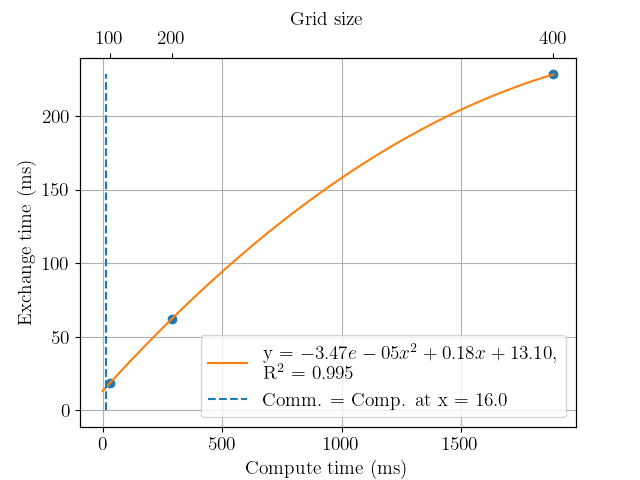 Grid size
100 200 400
Exchange time (ms)
200
150
100
50
0
y = −3.47e − 05x² + 0.18x + 13.10,
R² = 0.995
Comm. = Comp. at x = 16.0
0 500 1000 1500
Compute time (ms)